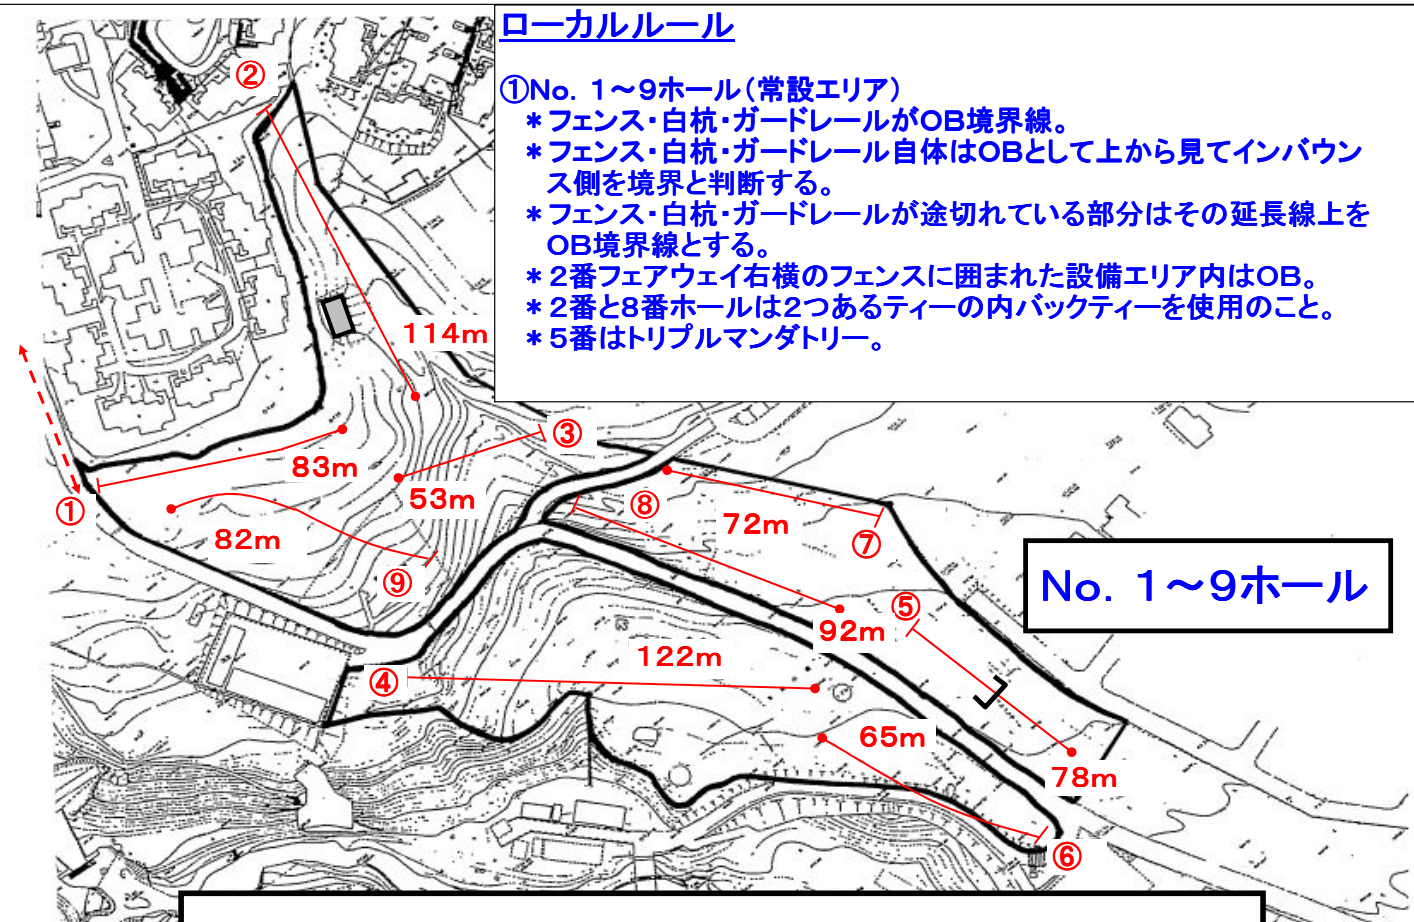 ローカルルール
①No. 1～9ホール(常設エリア)
＊フェンス・白杭・ガードレールがOB境界線。
＊フェンス・白杭・ガードレール自体はOBとして上から見てインバウン
ス側を境界と判断する。
＊フェンス・白杭・ガードレールが途切れている部分はその延長線上を
OB境界線とする。
＊2番フェアウェイ右横のフェンスに囲まれた設備エリア内はOB。
＊2番と8番ホールは2つあるティーの内バックティーを使用のこと。
＊5番はトリプルマンダトリー。
②
114m
③
83m
53m
①
82m
⑧
72m
⑦
⑨
No. 1～9ホール
⑤
92m
122m
④
65m
78m
⑥